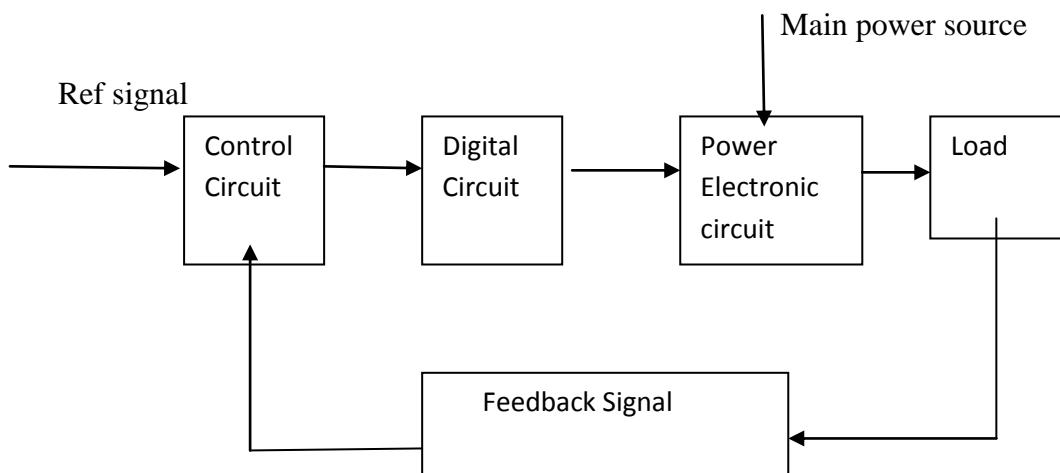 Main power source
Ref signal
Control
Circuit
Digital
Circuit
Power
Electronic
circuit
Load
Feedback Signal